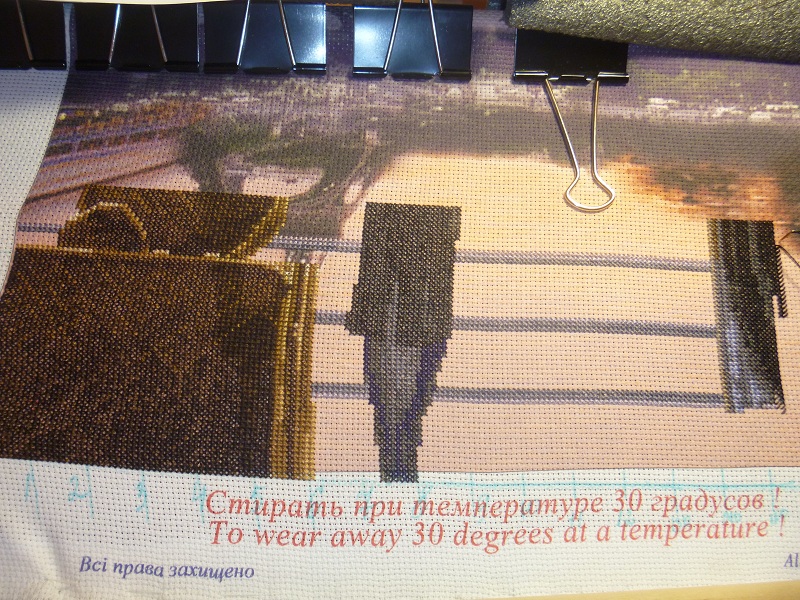 Стирать при температуре 30 градусов !
To wear away 30 degrees at a temperature !
Всі права захищено